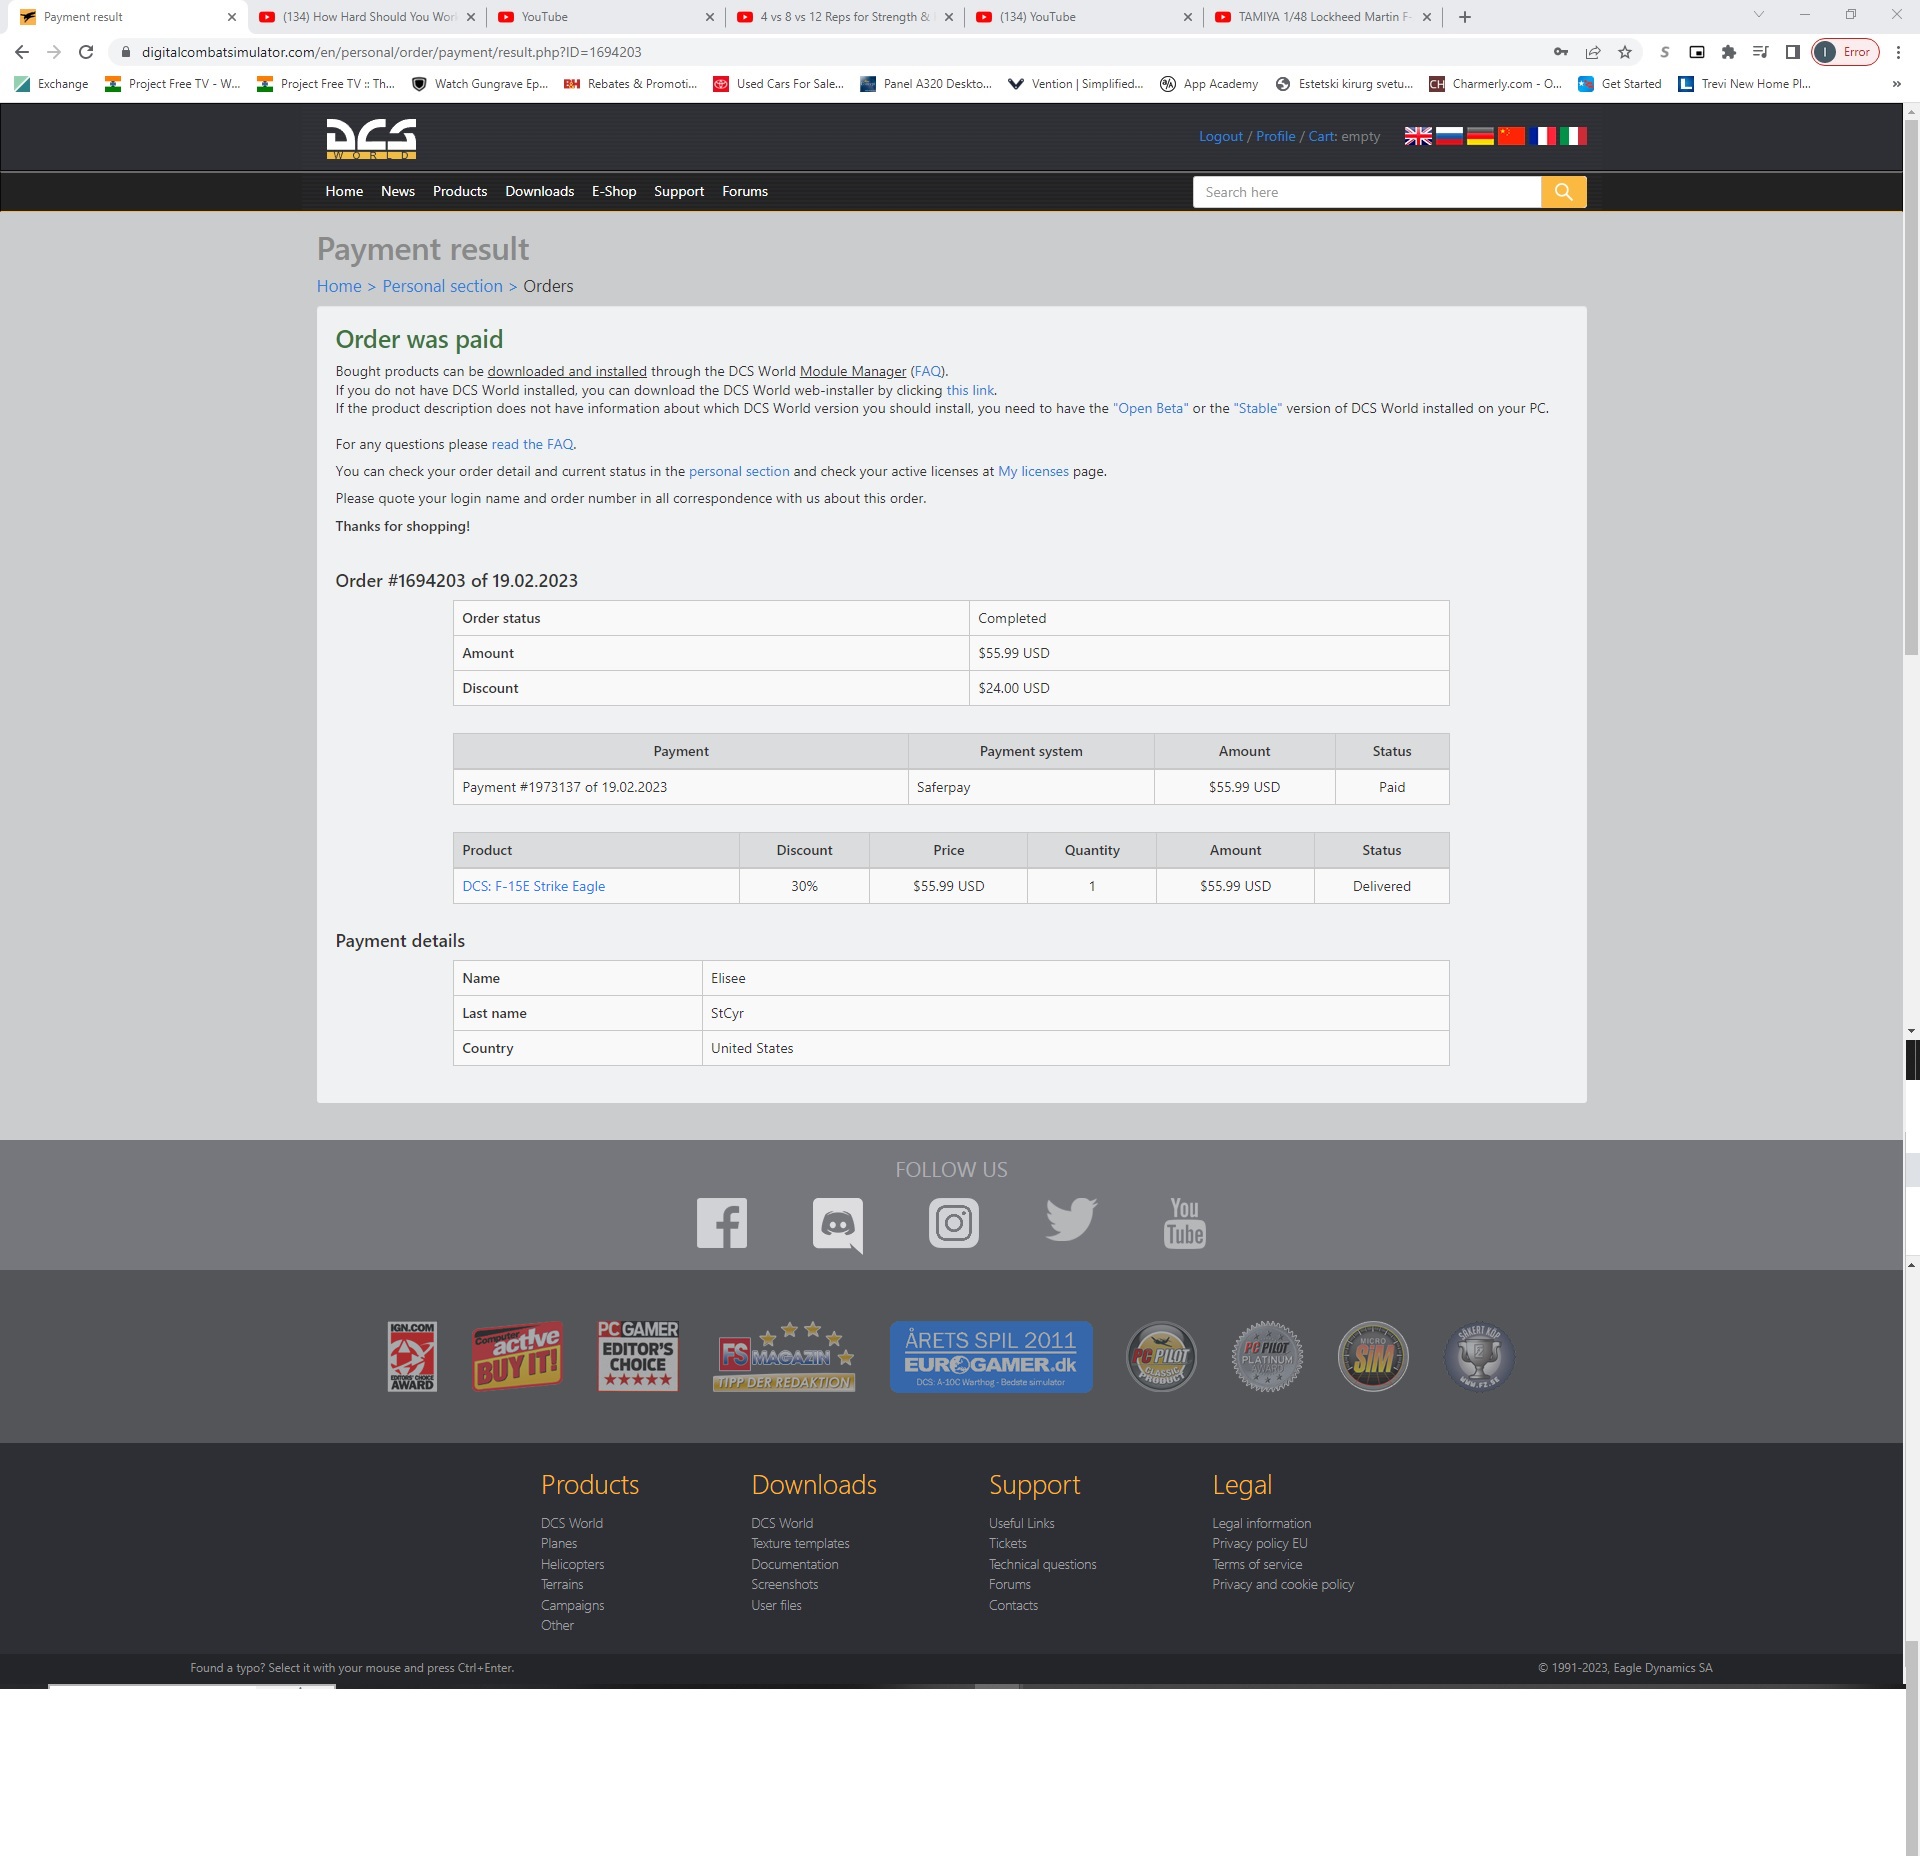 Payment result
(134) How Hard Should You Wor
YouTube
4 vs 8 vs 12 Reps for Strength &
(134) YouTube
TAMIYA 1/48 Lockheed Martin F-
digitalcombatsimulator.com/en/personal/order/payment/result.php?ID=1694203
Error
Exchange
Project Free TV - W...
Project Free TV :: Th...
Watch Gungrave Ep...
Rebates & Promoti...
Used Cars For Sale...
Panel A320 Deskto...
Vention | Simplified...
App Academy
Estetski kirurg svetu...
Charmerly.com - O...
Get Started
Trevi New Home Pl...
DCS
WORLD
Logout / Profile / Cart: empty
Home News Products Downloads E-Shop Support Forums
Search here
Payment result
Home > Personal section > Orders
Order was paid
Bought products can be downloaded and installed through the DCS World Module Manager (FAQ).
If you do not have DCS World installed, you can download the DCS World web-installer by clicking this link.
If the product description does not have information about which DCS World version you should install, you need to have the "Open Beta" or the "Stable" version of DCS World installed on your PC.
For any questions please read the FAQ.
You can check your order detail and current status in the personal section and check your active licenses at My licenses page.
Please quote your login name and order number in all correspondence with us about this order.
Thanks for shopping!
Order #1694203 of 19.02.2023
Order status Completed
Amount $55.99 USD
Discount $24.00 USD
Payment Payment system Amount Status
Payment #1973137 of 19.02.2023 Saferpay $55.99 USD Paid
Product Discount Price Quantity Amount Status
DCS: F-15E Strike Eagle 30% $55.99 USD 1 $55.99 USD Delivered
Payment details
Name Elisee
Last name StCyr
Country United States
FOLLOW US
You
Tube
IGN.COM
EDITORS' CHOICE
AWARD
Computer
active
BUY IT!
PC GAMER
EDITOR'S
CHOICE
FS MAGAZIN
TIPP DER REDAKTION
ÅRETS SPIL 2011
EUROGAMER.dk
DCS: A-10C Warthog - Bedste simulator
PC PILOT
CLASSIC
PRODUCT
PC PILOT
PLATINUM
AWARD
MICRO
SIM
SÄKERT KÖP
WWW.FZ.SE
Products
DCS World
Planes
Helicopters
Terrains
Campaigns
Other
Downloads
DCS World
Texture templates
Documentation
Screenshots
User files
Support
Useful Links
Tickets
Technical questions
Forums
Contacts
Legal
Legal information
Privacy policy EU
Terms of service
Privacy and cookie policy
Found a typo? Select it with your mouse and press Ctrl+Enter.
© 1991-2023, Eagle Dynamics SA